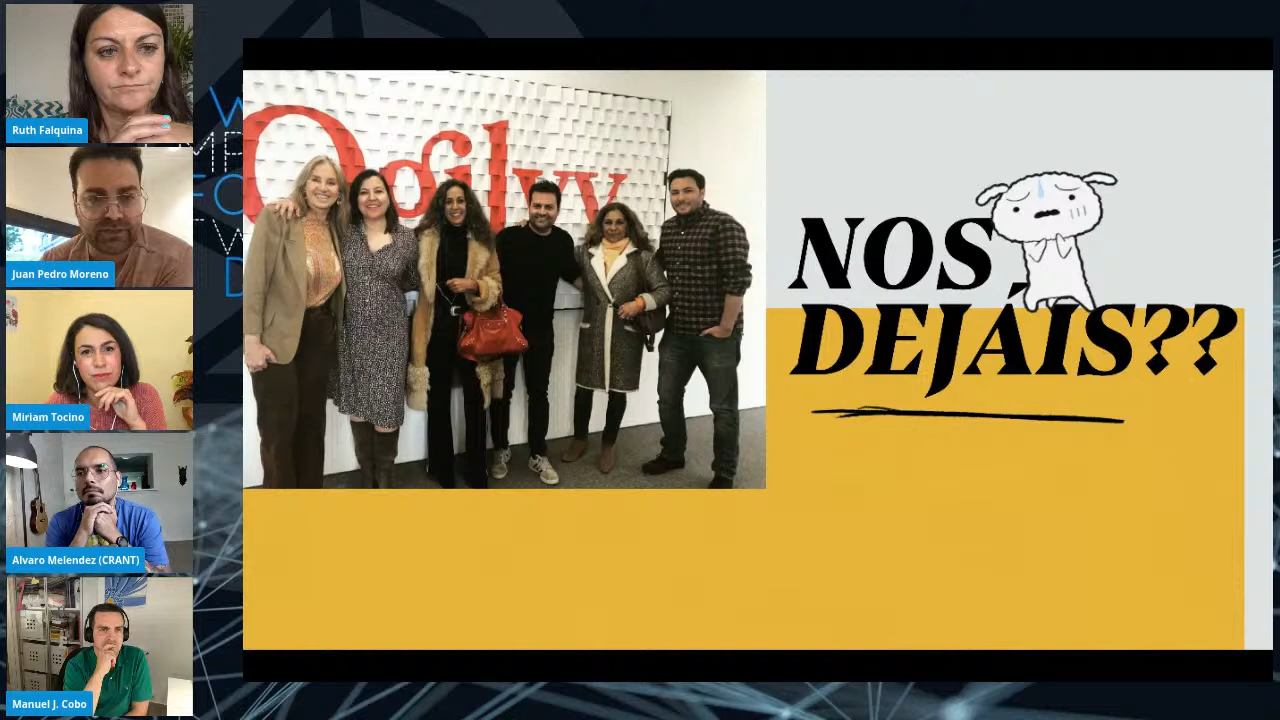 Ruth Falquina
Juan Pedro Moreno
Miriam Tocino
Alvaro Melendez (CRANT)
Manuel J. Cobo
Ogilvy
NOS
DEJÁIS??